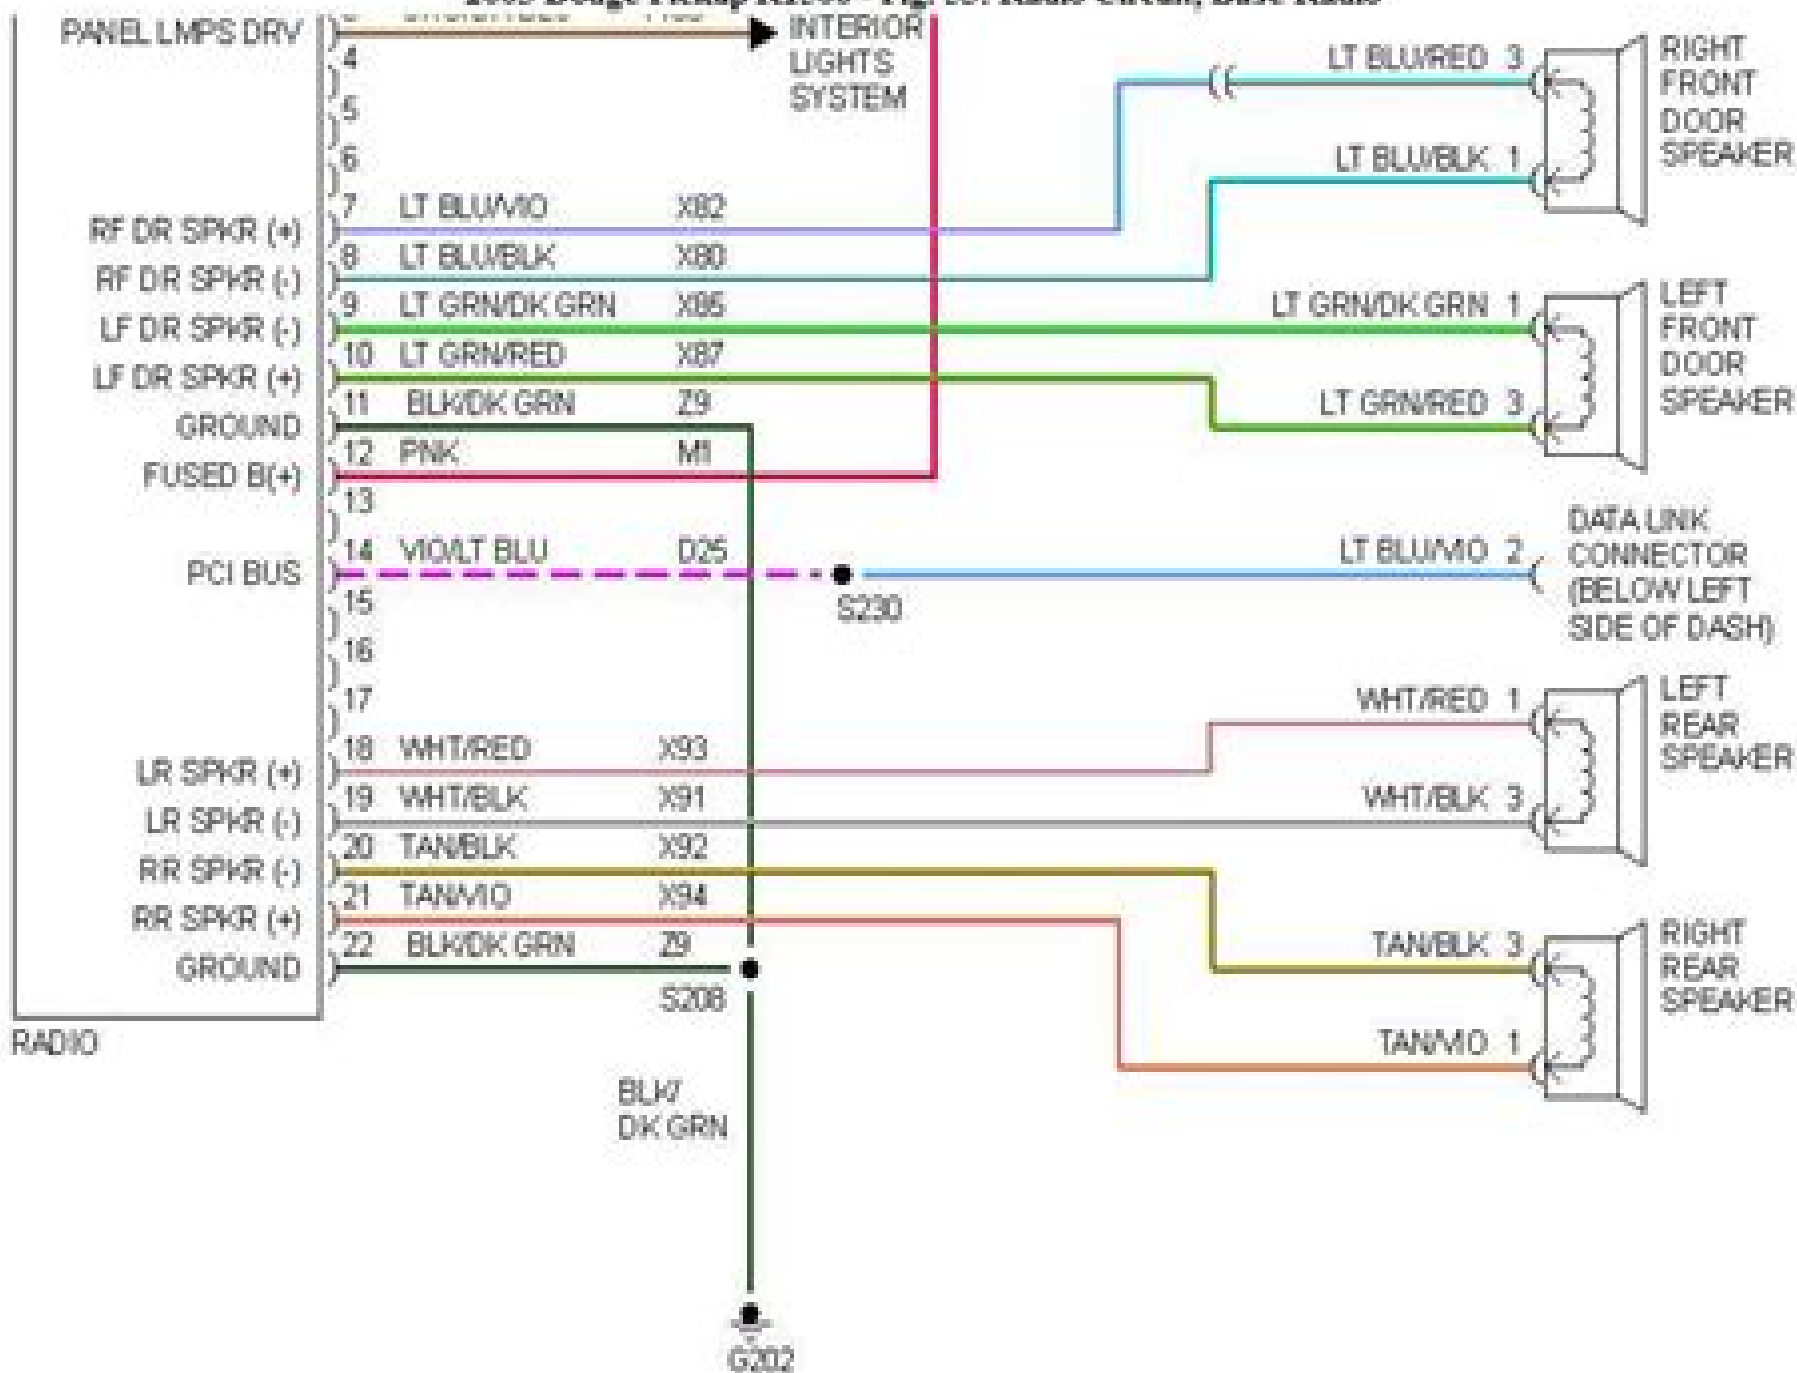 PANEL LMPS DRV
INTERIOR
LIGHTS
SYSTEM
4
5
6
7 LT BLU/VIO X82
RF DR SPKR (+)
8 LT BLU/BLK X80
RF DR SPKR (-)
9 LT GRN/DK GRN X85
LF DR SPKR (-)
10 LT GRN/RED X87
LF DR SPKR (+)
11 BLK/DK GRN Z9
GROUND
12 PNK M1
FUSED B(+)
13
14 VIO/LT BLU D25
PCI BUS
S230
15
16
17
18 WHT/RED X93
LR SPKR (+)
19 WHT/BLK X91
LR SPKR (-)
20 TAN/BLK X92
RR SPKR (-)
21 TAN/VIO X94
RR SPKR (+)
22 BLK/DK GRN Z9
GROUND
S208
RADIO
BLK/
DK GRN
G202
LT BLU/RED 3
LT BLU/BLK 1
RIGHT
FRONT
DOOR
SPEAKER
LT GRN/DK GRN 1
LT GRN/RED 3
LEFT
FRONT
DOOR
SPEAKER
LT BLU/VIO 2
DATA LINK
CONNECTOR
(BELOW LEFT
SIDE OF DASH)
WHT/RED 1
WHT/BLK 3
LEFT
REAR
SPEAKER
TAN/BLK 3
TAN/VIO 1
RIGHT
REAR
SPEAKER